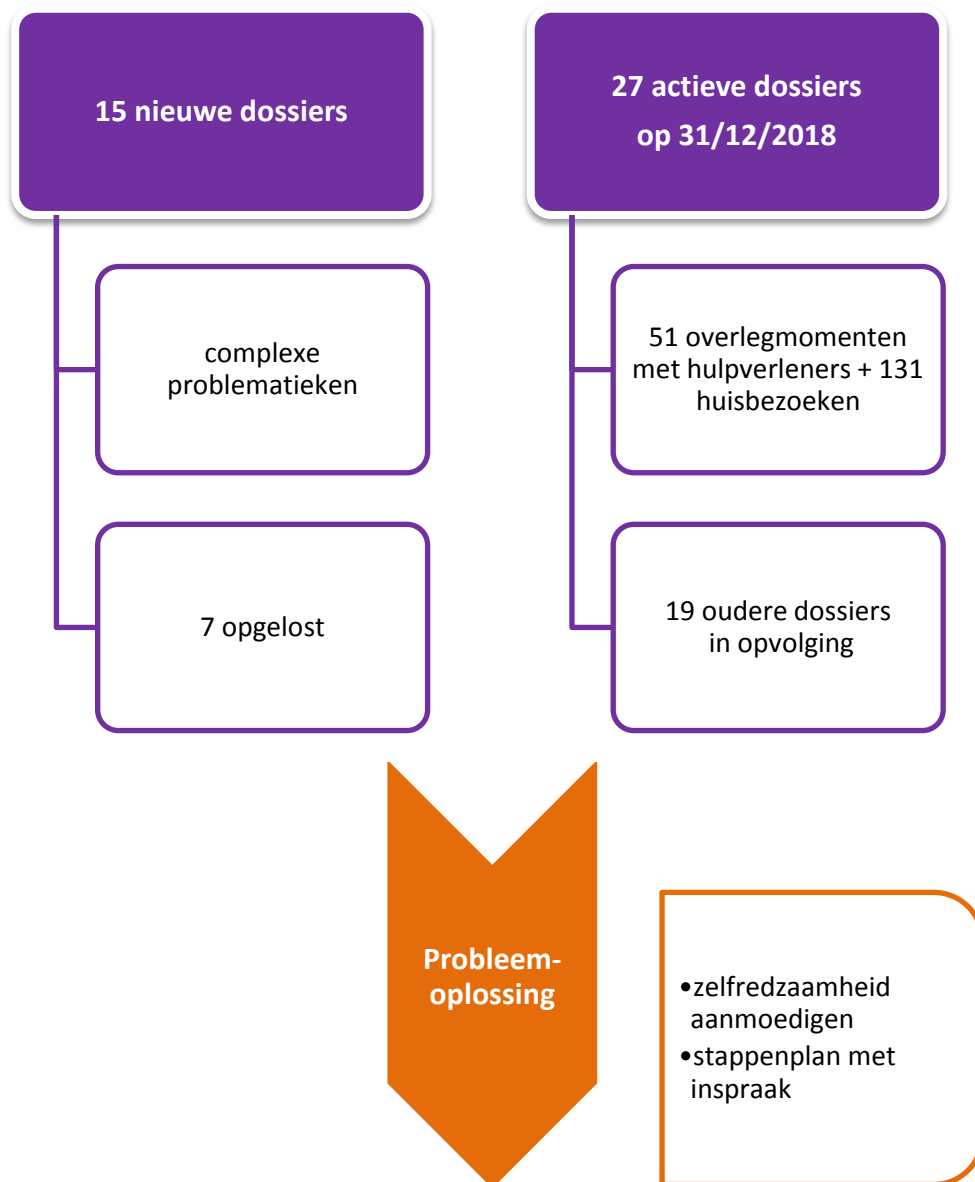 15 nieuwe dossiers
complexe
problematieken
7 opgelost
27 actieve dossiers
op 31/12/2018
51 overlegmomenten
met hulpverleners + 131
huisbezoeken
19 oudere dossiers
in opvolging
Probleem-
oplossing
•zelfredzaamheid
aanmoedigen
•stappenplan met
inspraak